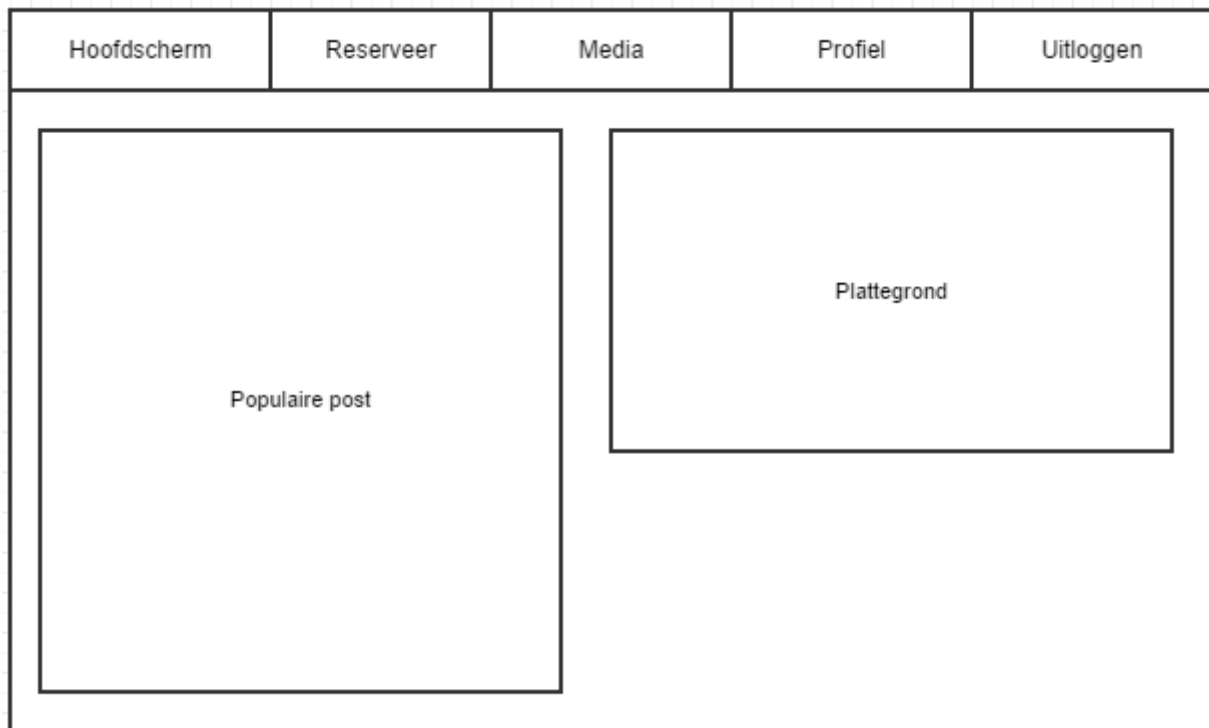 Hoofdscherm
Reserveer
Media
Profiel
Uitloggen
Populaire post
Plattegrond